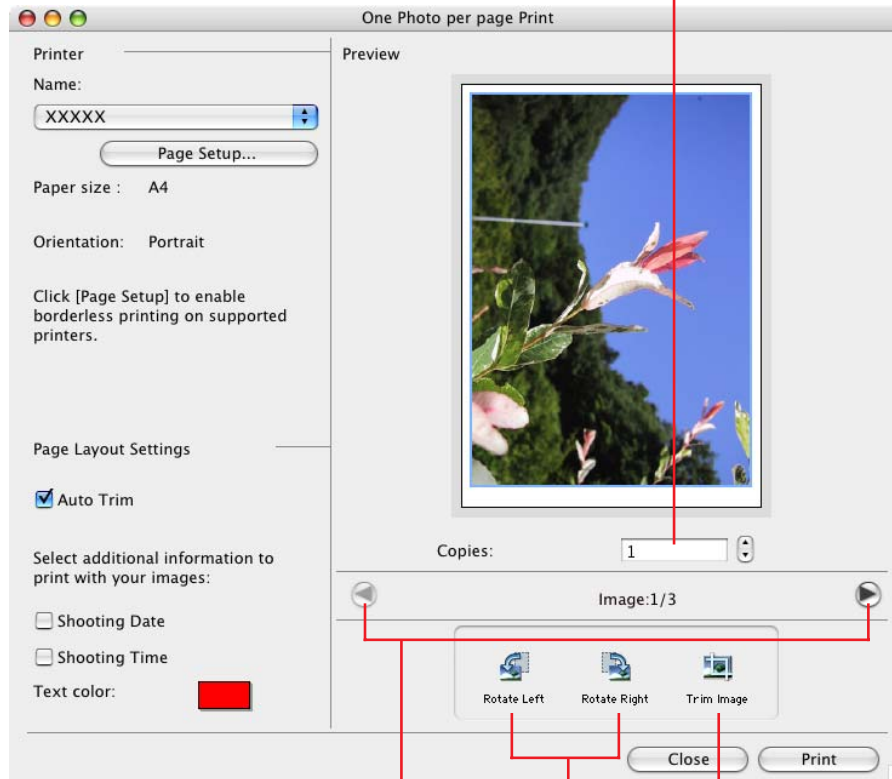 One Photo per page Print
Printer
Name:
XXXXX
Page Setup...
Paper size : A4
Orientation: Portrait
Click [Page Setup] to enable
borderless printing on supported
printers.
Page Layout Settings
Auto Trim
Select additional information to
print with your images:
Shooting Date
Shooting Time
Text color:
Preview
Copies: 1
Image:1/3
Rotate Left Rotate Right Trim Image
Close Print